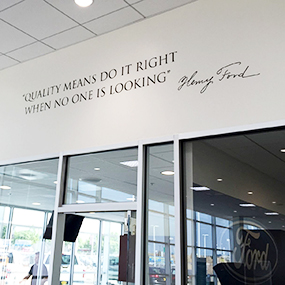 "QUALITY MEANS DO IT RIGHT
WHEN NO ONE IS LOOKING"
Henry Ford
Ford